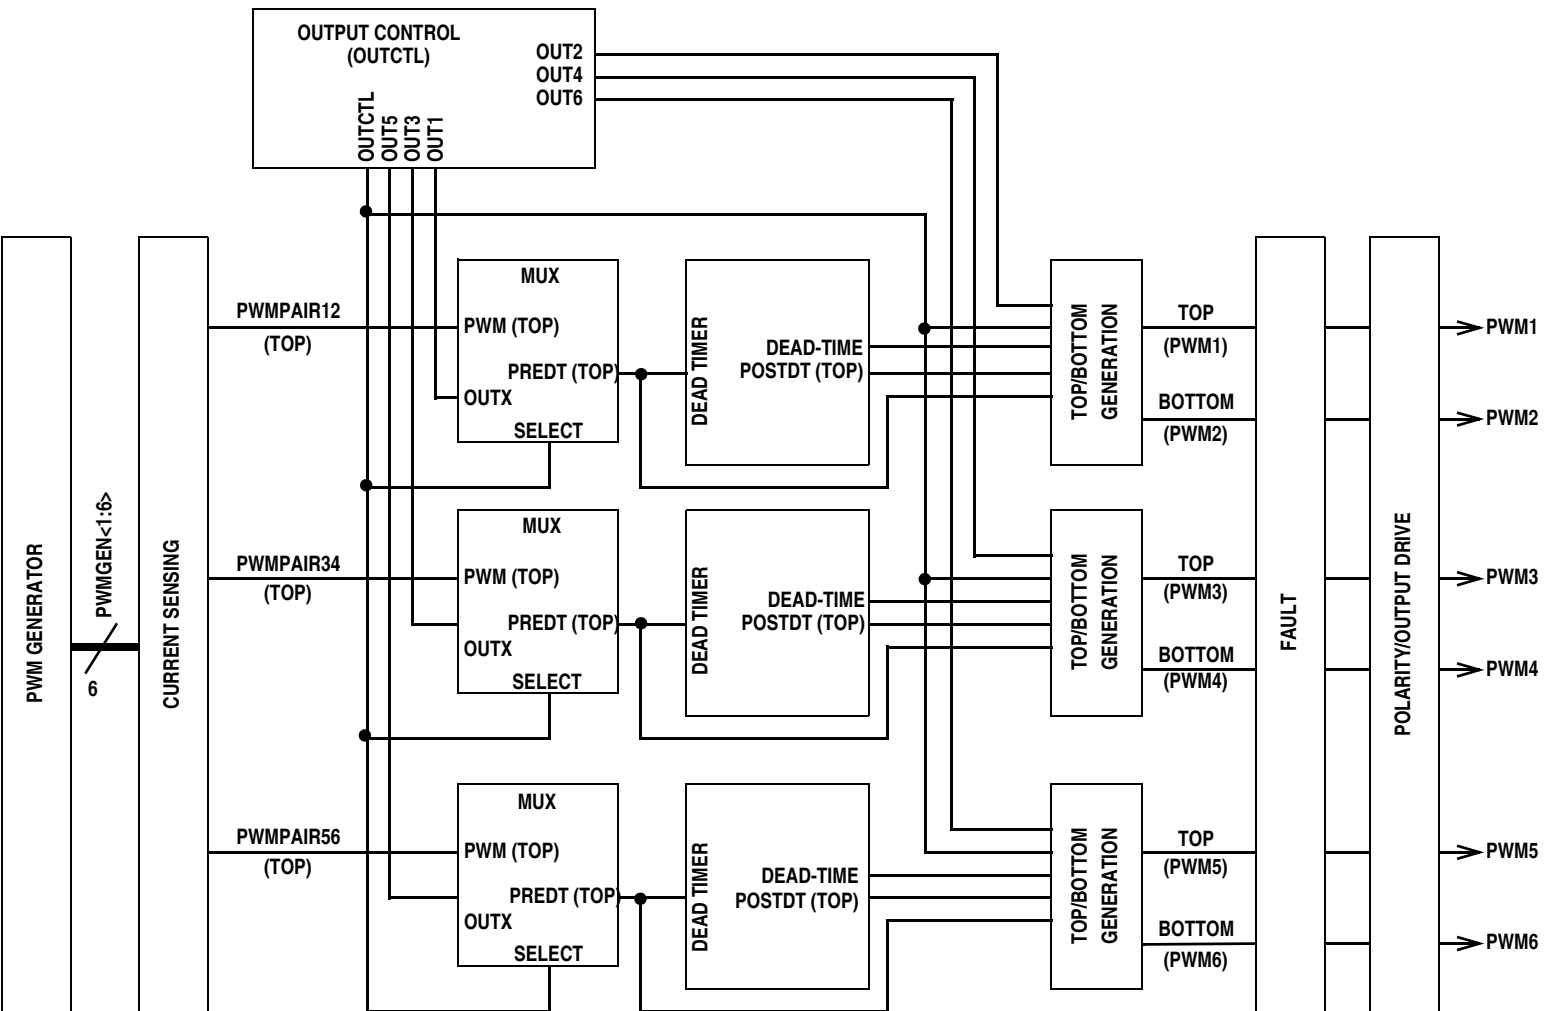 OUTPUT CONTROL
(OUTCTL)
OUT2
OUT4
OUT6
OUTCTL
OUT5
OUT3
OUT1
PWM GENERATOR
PWMGEN<1:6>
6
CURRENT SENSING
PWMPAIR12
(TOP)
MUX
PWM (TOP)
PREDT (TOP)
OUTX
SELECT
DEAD TIMER
DEAD-TIME
POSTDT (TOP)
TOP/BOTTOM
GENERATION
TOP
(PWM1)
BOTTOM
(PWM2)
PWMPAIR34
(TOP)
MUX
PWM (TOP)
PREDT (TOP)
OUTX
SELECT
DEAD TIMER
DEAD-TIME
POSTDT (TOP)
TOP/BOTTOM
GENERATION
TOP
(PWM3)
BOTTOM
(PWM4)
PWMPAIR56
(TOP)
MUX
PWM (TOP)
PREDT (TOP)
OUTX
SELECT
DEAD TIMER
DEAD-TIME
POSTDT (TOP)
TOP/BOTTOM
GENERATION
TOP
(PWM5)
BOTTOM
(PWM6)
FAULT
POLARITY/OUTPUT DRIVE
PWM1
PWM2
PWM3
PWM4
PWM5
PWM6